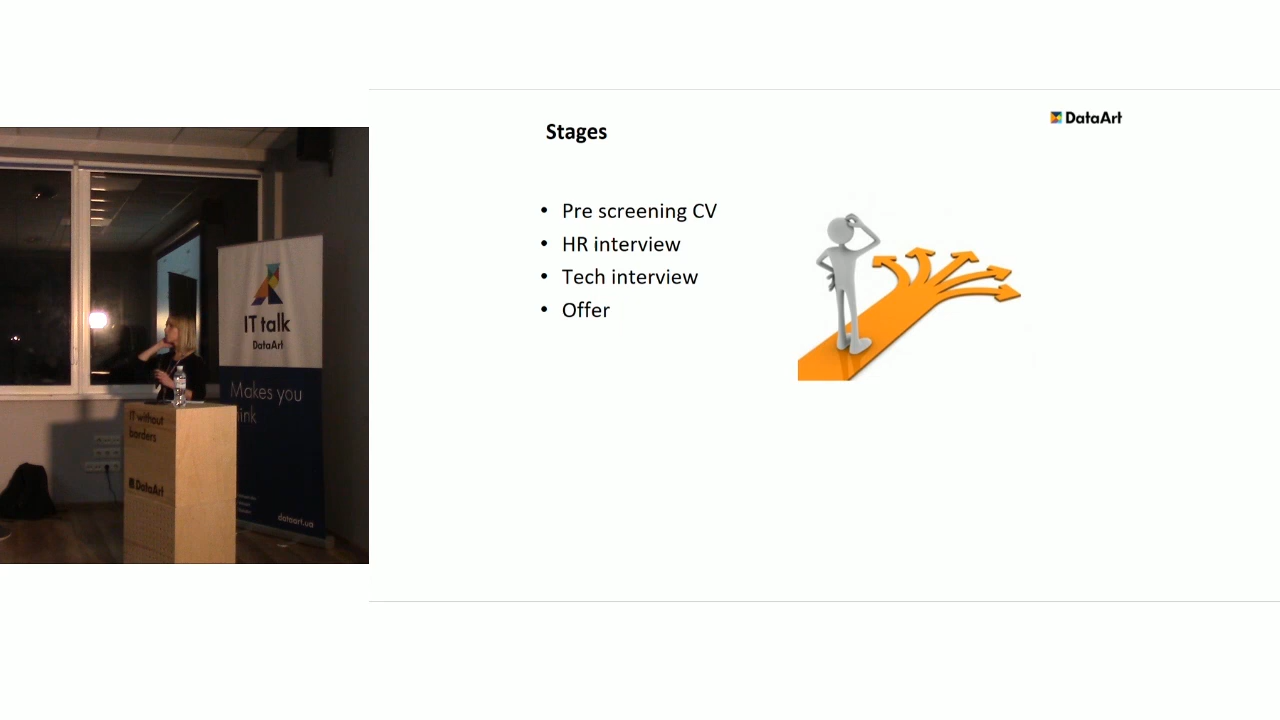 Stages
DataArt
• Pre screening CV
• HR interview
• Tech interview
• Offer
IT talk
DataArt
Makes you
IT without
borders
DataArt
dataart.ua